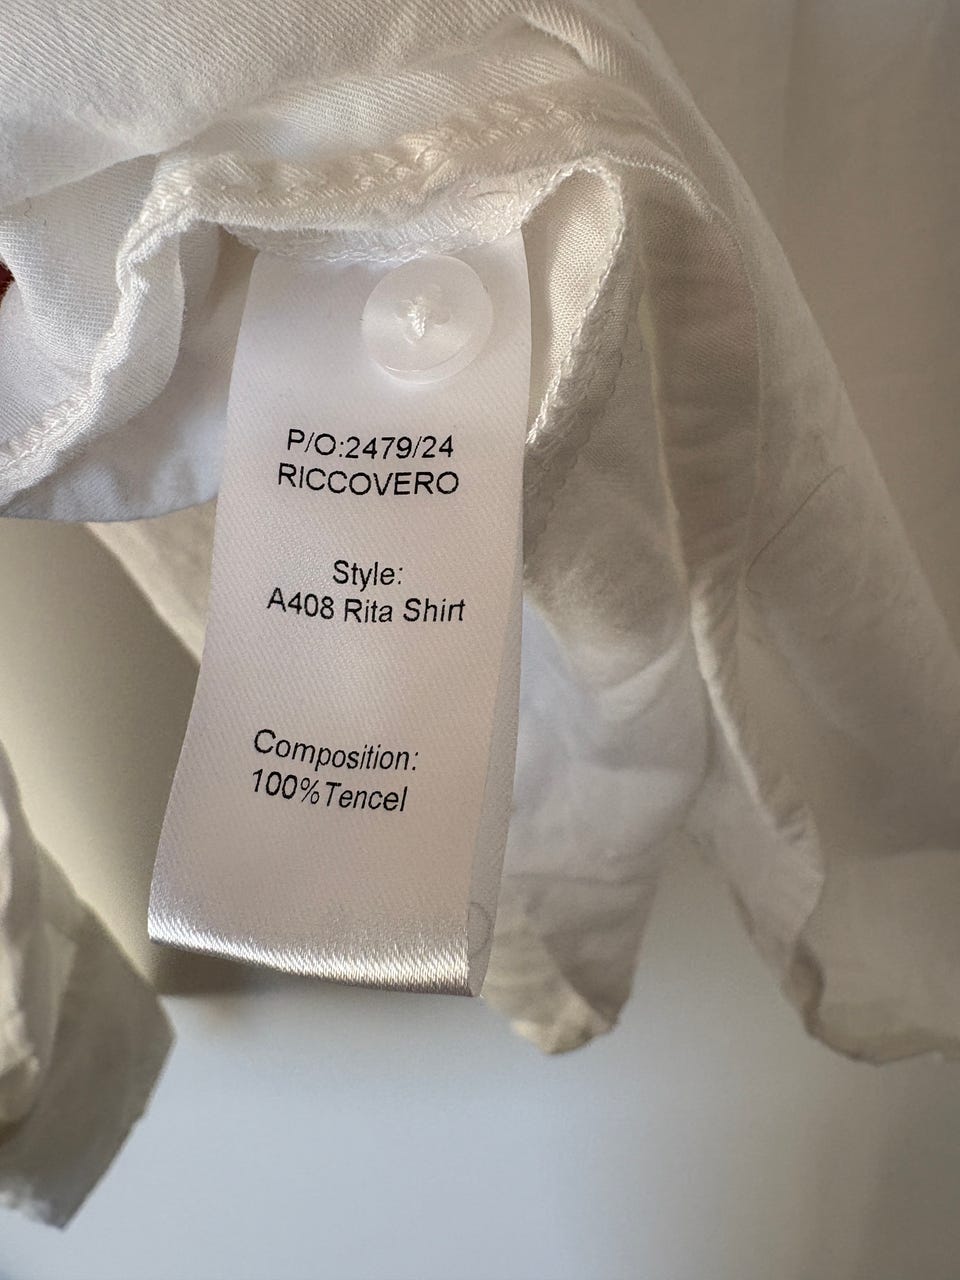 P/O:2479/24
RICCOVERO
Style:
A408 Rita Shirt
Composition:
100%Tencel